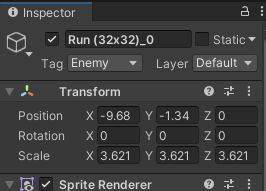 Inspector
Run (32x32)_0 Static
Tag Enemy Layer Default
Transform
Position X -9.68 Y -1.34 Z 0
Rotation X 0 Y 0 Z 0
Scale X 3.621 Y 3.621 Z 3.621
Sprite Renderer